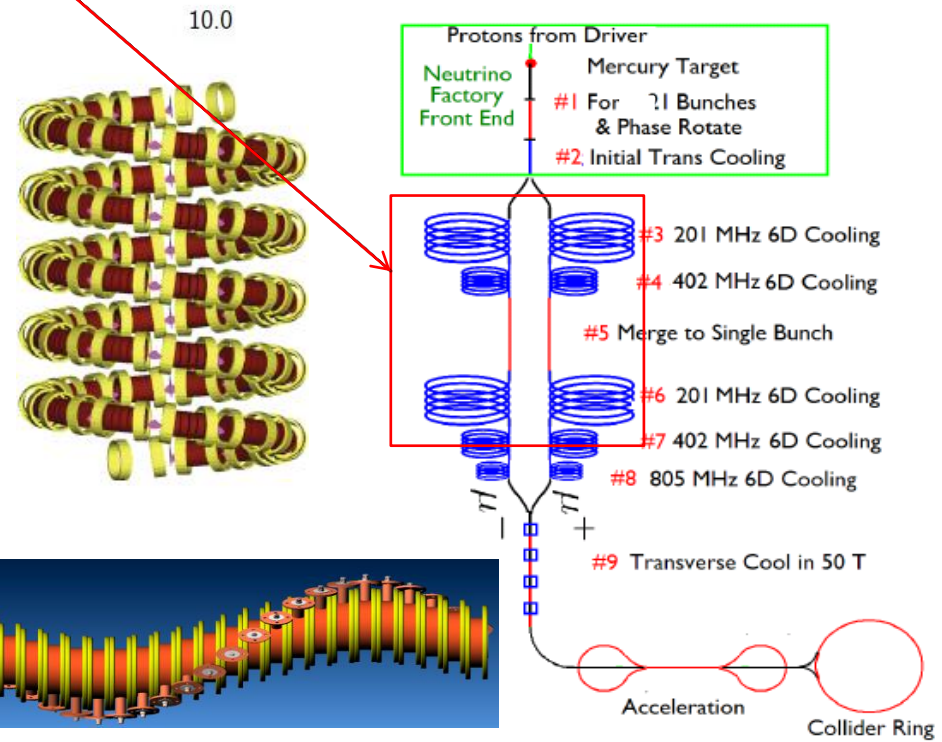 10.0
Protons from Driver
Neutrino
Factory
Front End
Mercury Target
#1 For 21 Bunches
& Phase Rotate
#2 Initial Trans Cooling
#3 201 MHz 6D Cooling
#4 402 MHz 6D Cooling
#5 Merge to Single Bunch
#6 201 MHz 6D Cooling
#7 402 MHz 6D Cooling
#8 805 MHz 6D Cooling
μ− μ+
#9 Transverse Cool in 50 T
Acceleration
Collider Ring